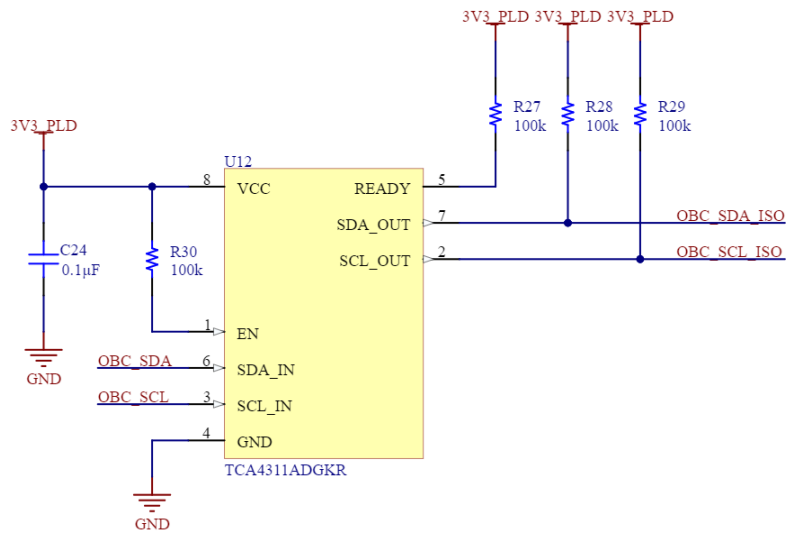 3V3_PLD 3V3_PLD 3V3_PLD
R27 R28 R29
100k 100k 100k
3V3_PLD
U12
8 VCC READY 5
SDA_OUT 7 OBC_SDA_ISO
C24 R30 SCL_OUT 2 OBC_SCL_ISO
0.1µF 100k
1 EN
GND OBC_SDA 6 SDA_IN
OBC_SCL 3 SCL_IN
4 GND
TCA4311ADGKR
GND